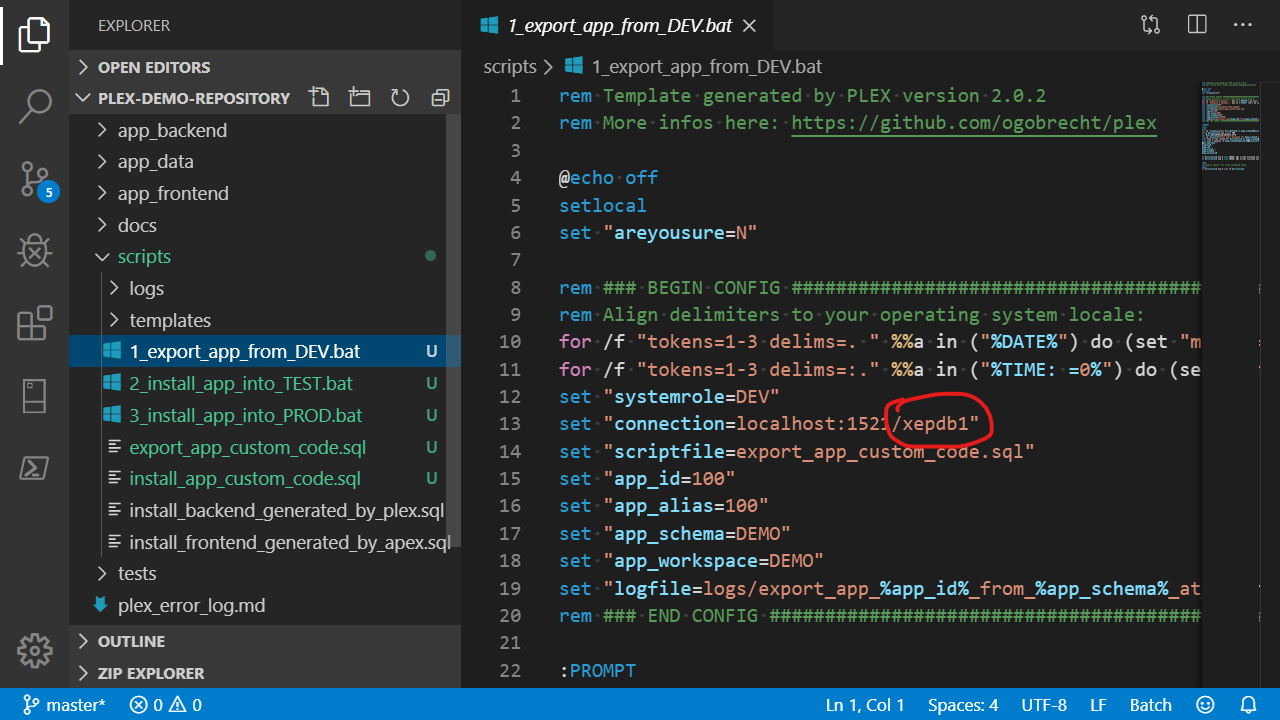 EXPLORER
OPEN EDITORS
PLEX-DEMO-REPOSITORY
app_backend
app_data
app_frontend
docs
scripts
logs
templates
1_export_app_from_DEV.bat U
2_install_app_into_TEST.bat U
3_install_app_into_PROD.bat U
export_app_custom_code.sql U
install_app_custom_code.sql U
install_backend_generated_by_plex.sql
install_frontend_generated_by_apex.sql
tests
plex_error_log.md
OUTLINE
ZIP EXPLORER
5
1_export_app_from_DEV.bat
scripts > 1_export_app_from_DEV.bat
1 rem Template generated by PLEX version 2.0.2
2 rem More infos here: https://github.com/ogobrecht/plex
3
4 @echo off
5 setlocal
6 set "areyousure=N"
7
8 rem ### BEGIN CONFIG #####################################
9 rem Align delimiters to your operating system locale:
10 for /f "tokens=1-3 delims=. " %%a in ("%DATE%") do (set "m
11 for /f "tokens=1-3 delims=:." %%a in ("%TIME: =0%") do (se
12 set "systemrole=DEV"
13 set "connection=localhost:1521/xepdb1"
14 set "scriptfile=export_app_custom_code.sql"
15 set "app_id=100"
16 set "app_alias=100"
17 set "app_schema=DEMO"
18 set "app_workspace=DEMO"
19 set "logfile=logs/export_app_%app_id%_from_%app_schema%_at
20 rem ### END CONFIG #######################################
21
22 :PROMPT
master* 0 0 Ln 1, Col 1 Spaces: 4 UTF-8 LF Batch